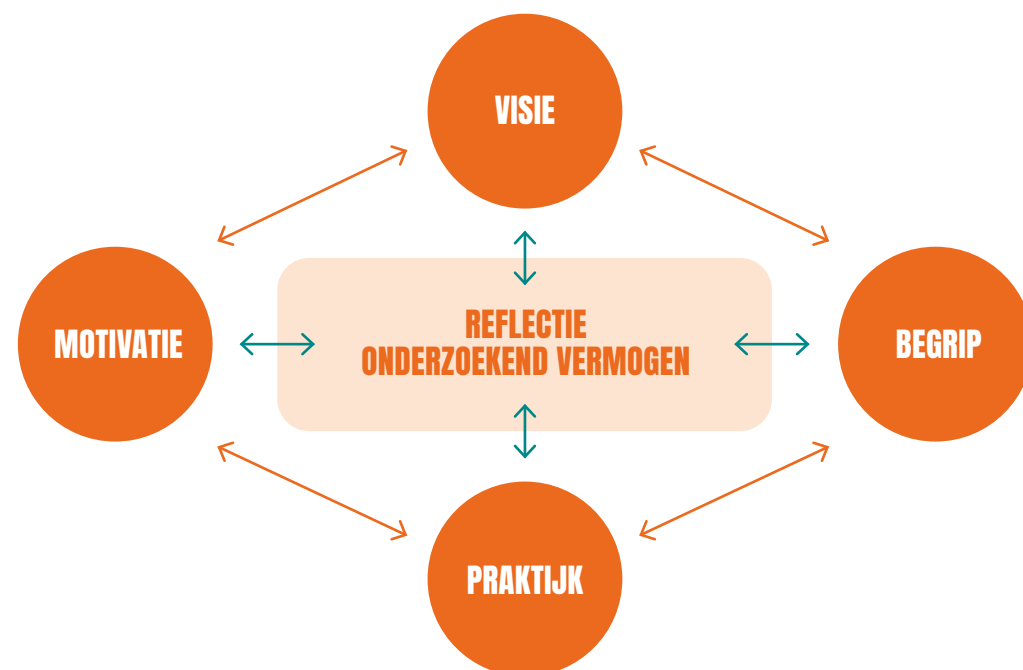 VISIE
MOTIVATIE
REFLECTIE
ONDERZOEKEND VERMOGEN
BEGRIP
PRAKTIJK